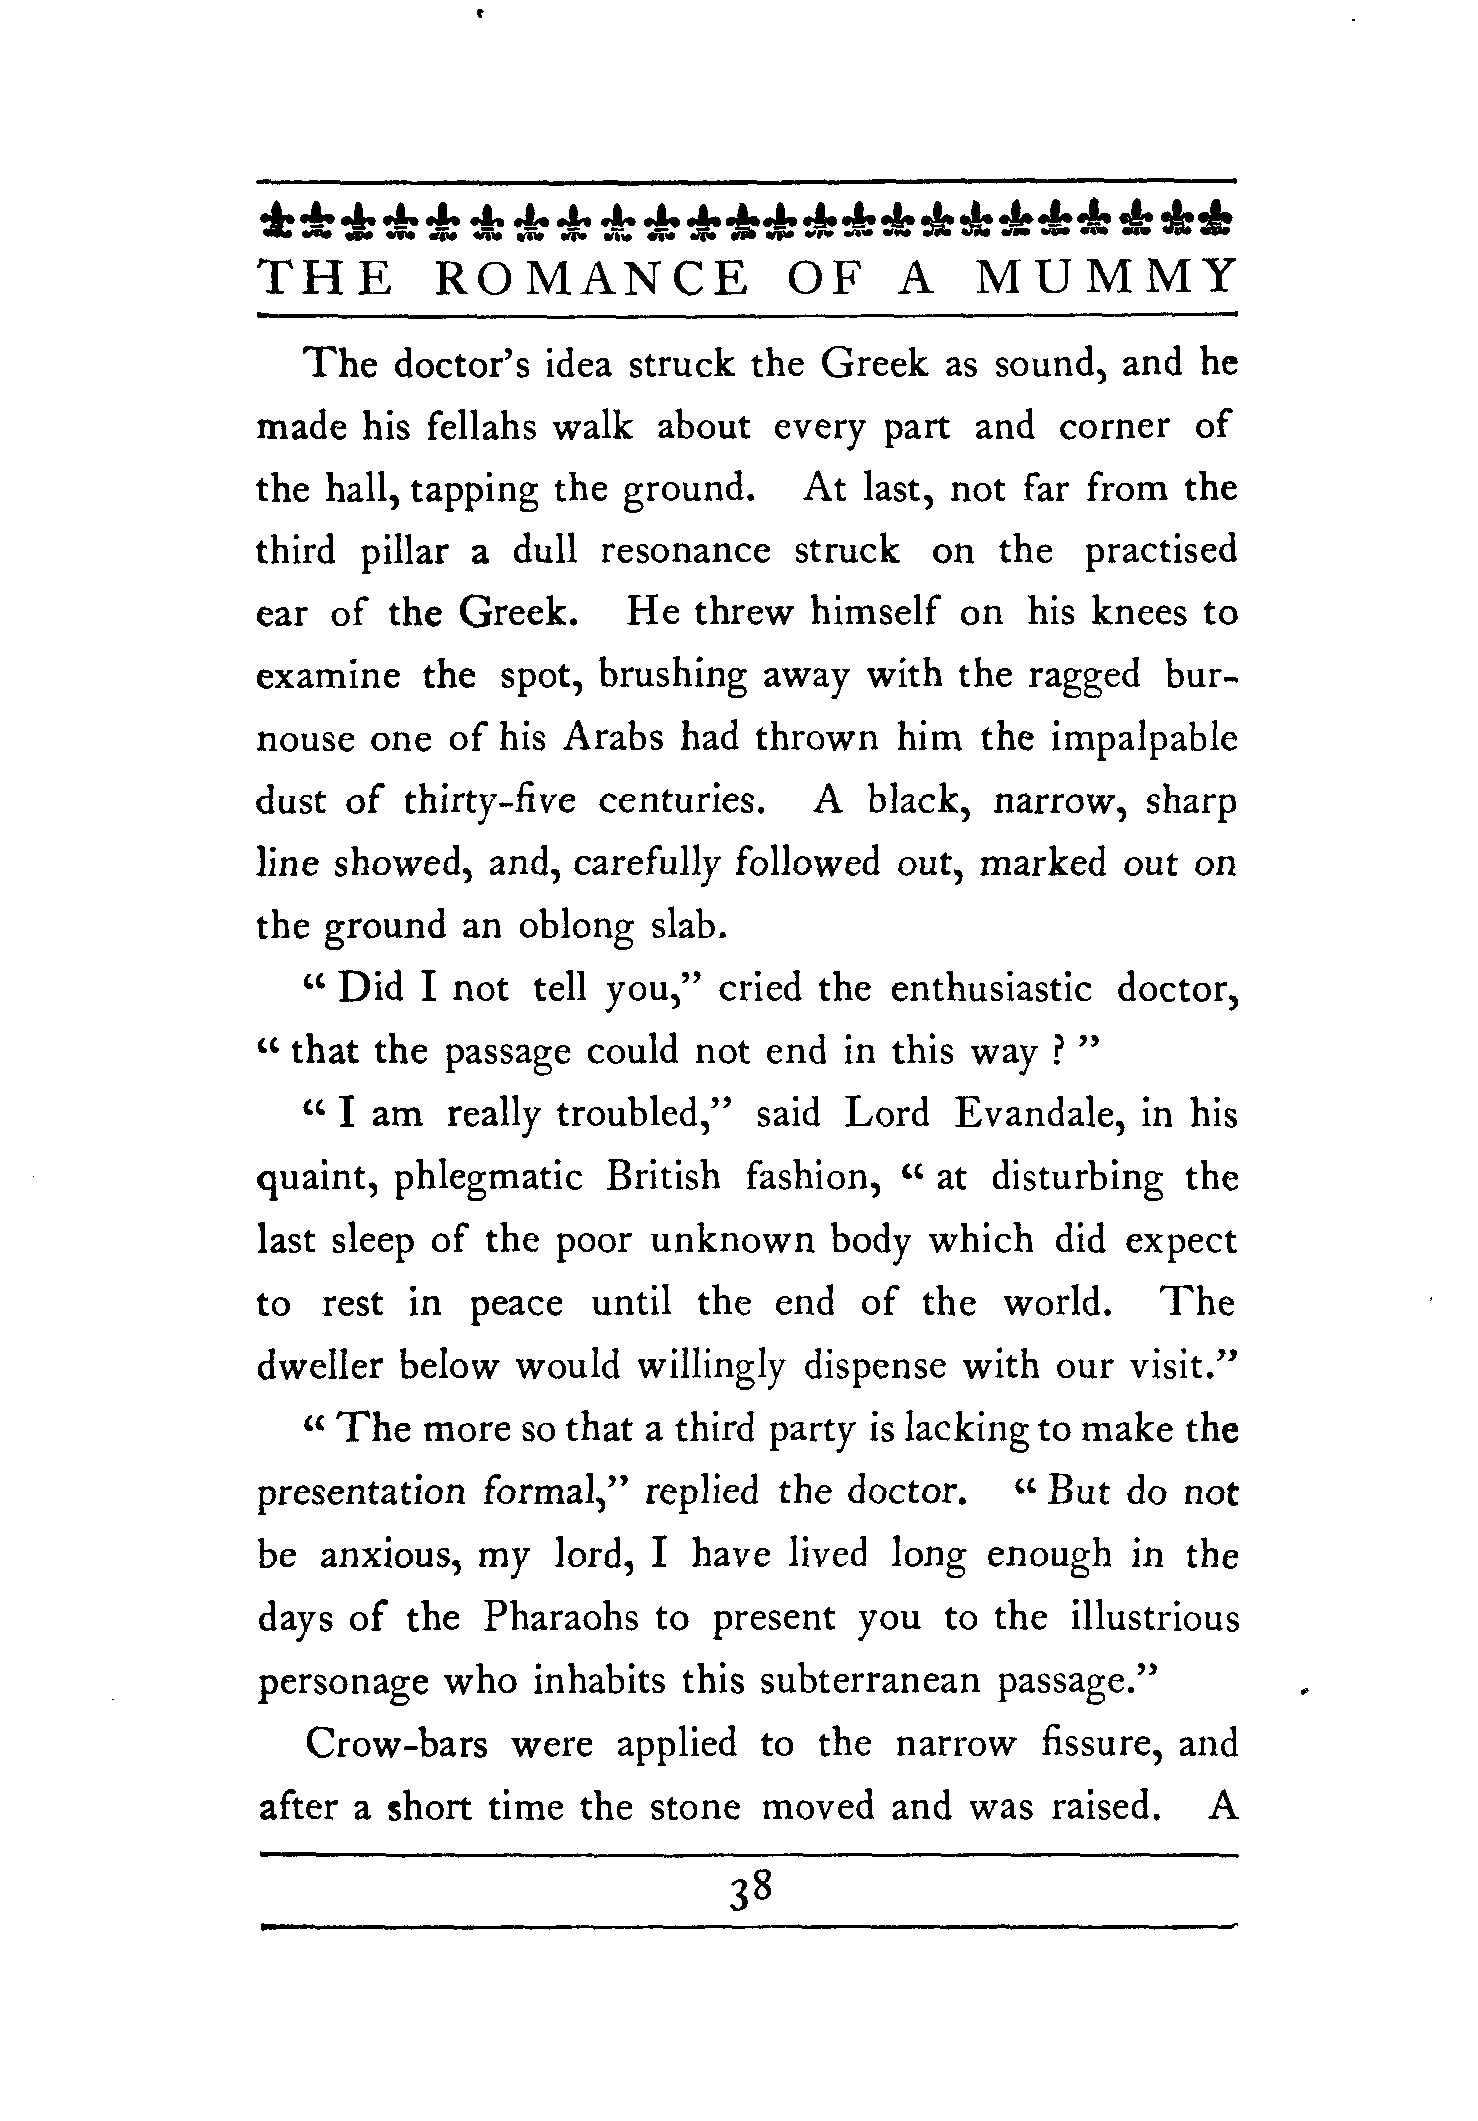 THE ROMANCE OF A MUMMY
The doctor's idea struck the Greek as sound, and he
made his fellahs walk about every part and corner of
the hall, tapping the ground. At last, not far from the
third pillar a dull resonance struck on the practised
ear of the Greek. He threw himself on his knees to
examine the spot, brushing away with the ragged bur-
nouse one of his Arabs had thrown him the impalpable
dust of thirty-five centuries. A black, narrow, sharp
line showed, and, carefully followed out, marked out on
the ground an oblong slab.
“ Did I not tell you,” cried the enthusiastic doctor,
“ that the passage could not end in this way ? ”
“ I am really troubled,” said Lord Evandale, in his
quaint, phlegmatic British fashion, “ at disturbing the
last sleep of the poor unknown body which did expect
to rest in peace until the end of the world. The
dweller below would willingly dispense with our visit.”
“ The more so that a third party is lacking to make the
presentation formal,” replied the doctor. “ But do not
be anxious, my lord, I have lived long enough in the
days of the Pharaohs to present you to the illustrious
personage who inhabits this subterranean passage.”
Crow-bars were applied to the narrow fissure, and
after a short time the stone moved and was raised. A
38